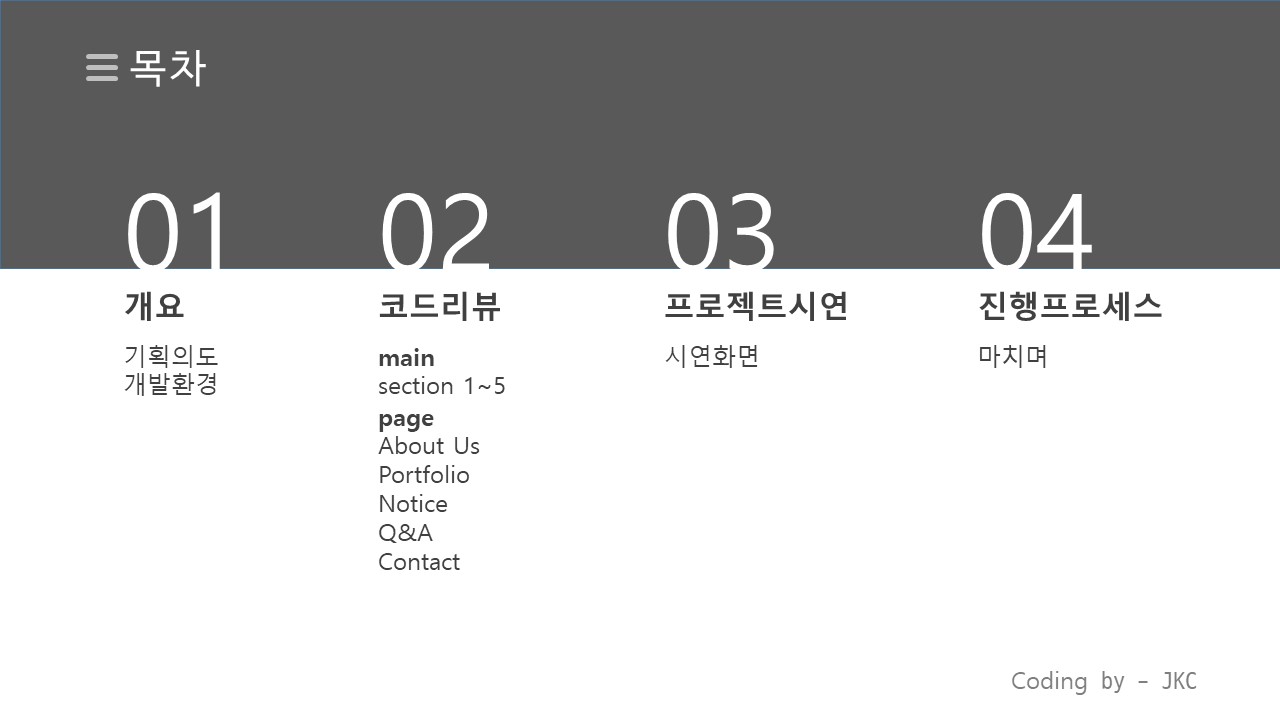 목차
01
개요
기획의도
개발환경
02
코드리뷰
main
section 1~5
page
About Us
Portfolio
Notice
Q&A
Contact
03
프로젝트시연
시연화면
04
진행프로세스
마치며
Coding by – JKC